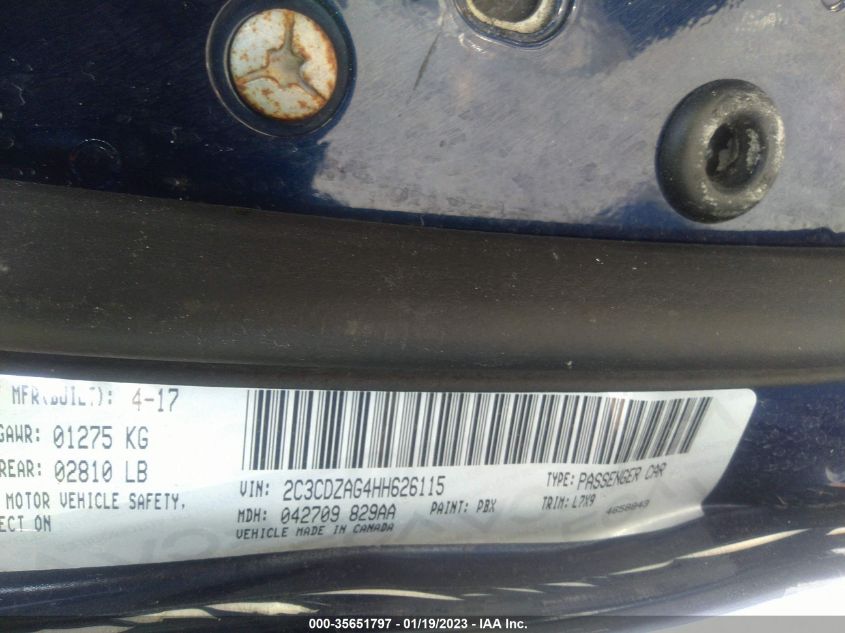 MFR(BUILT): 4-17
GAWR: 01275 KG
REAR: 02810 LB
MOTOR VEHICLE SAFETY,
ECT ON
VIN: 2C3CDZAG4HH626115
TYPE: PASSENGER CAR
MDH: 042709 829AA
PAINT: PBX
TRIM: L7X9
VEHICLE MADE IN CANADA
4658843
000-35651797 - 01/19/2023 - IAA Inc.